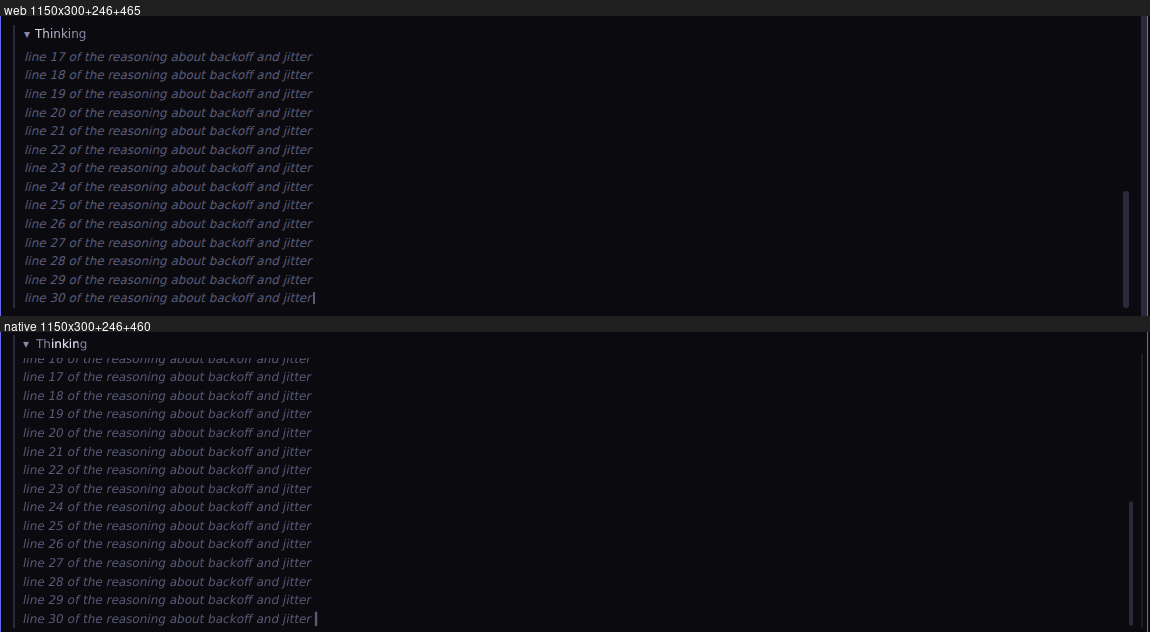 web 1150x300+246+465
▾ Thinking
line 17 of the reasoning about backoff and jitter
line 18 of the reasoning about backoff and jitter
line 19 of the reasoning about backoff and jitter
line 20 of the reasoning about backoff and jitter
line 21 of the reasoning about backoff and jitter
line 22 of the reasoning about backoff and jitter
line 23 of the reasoning about backoff and jitter
line 24 of the reasoning about backoff and jitter
line 25 of the reasoning about backoff and jitter
line 26 of the reasoning about backoff and jitter
line 27 of the reasoning about backoff and jitter
line 28 of the reasoning about backoff and jitter
line 29 of the reasoning about backoff and jitter
line 30 of the reasoning about backoff and jitter
native 1150x300+246+460
▾ Thinking
line 16 of the reasoning about backoff and jitter
line 17 of the reasoning about backoff and jitter
line 18 of the reasoning about backoff and jitter
line 19 of the reasoning about backoff and jitter
line 20 of the reasoning about backoff and jitter
line 21 of the reasoning about backoff and jitter
line 22 of the reasoning about backoff and jitter
line 23 of the reasoning about backoff and jitter
line 24 of the reasoning about backoff and jitter
line 25 of the reasoning about backoff and jitter
line 26 of the reasoning about backoff and jitter
line 27 of the reasoning about backoff and jitter
line 28 of the reasoning about backoff and jitter
line 29 of the reasoning about backoff and jitter
line 30 of the reasoning about backoff and jitter